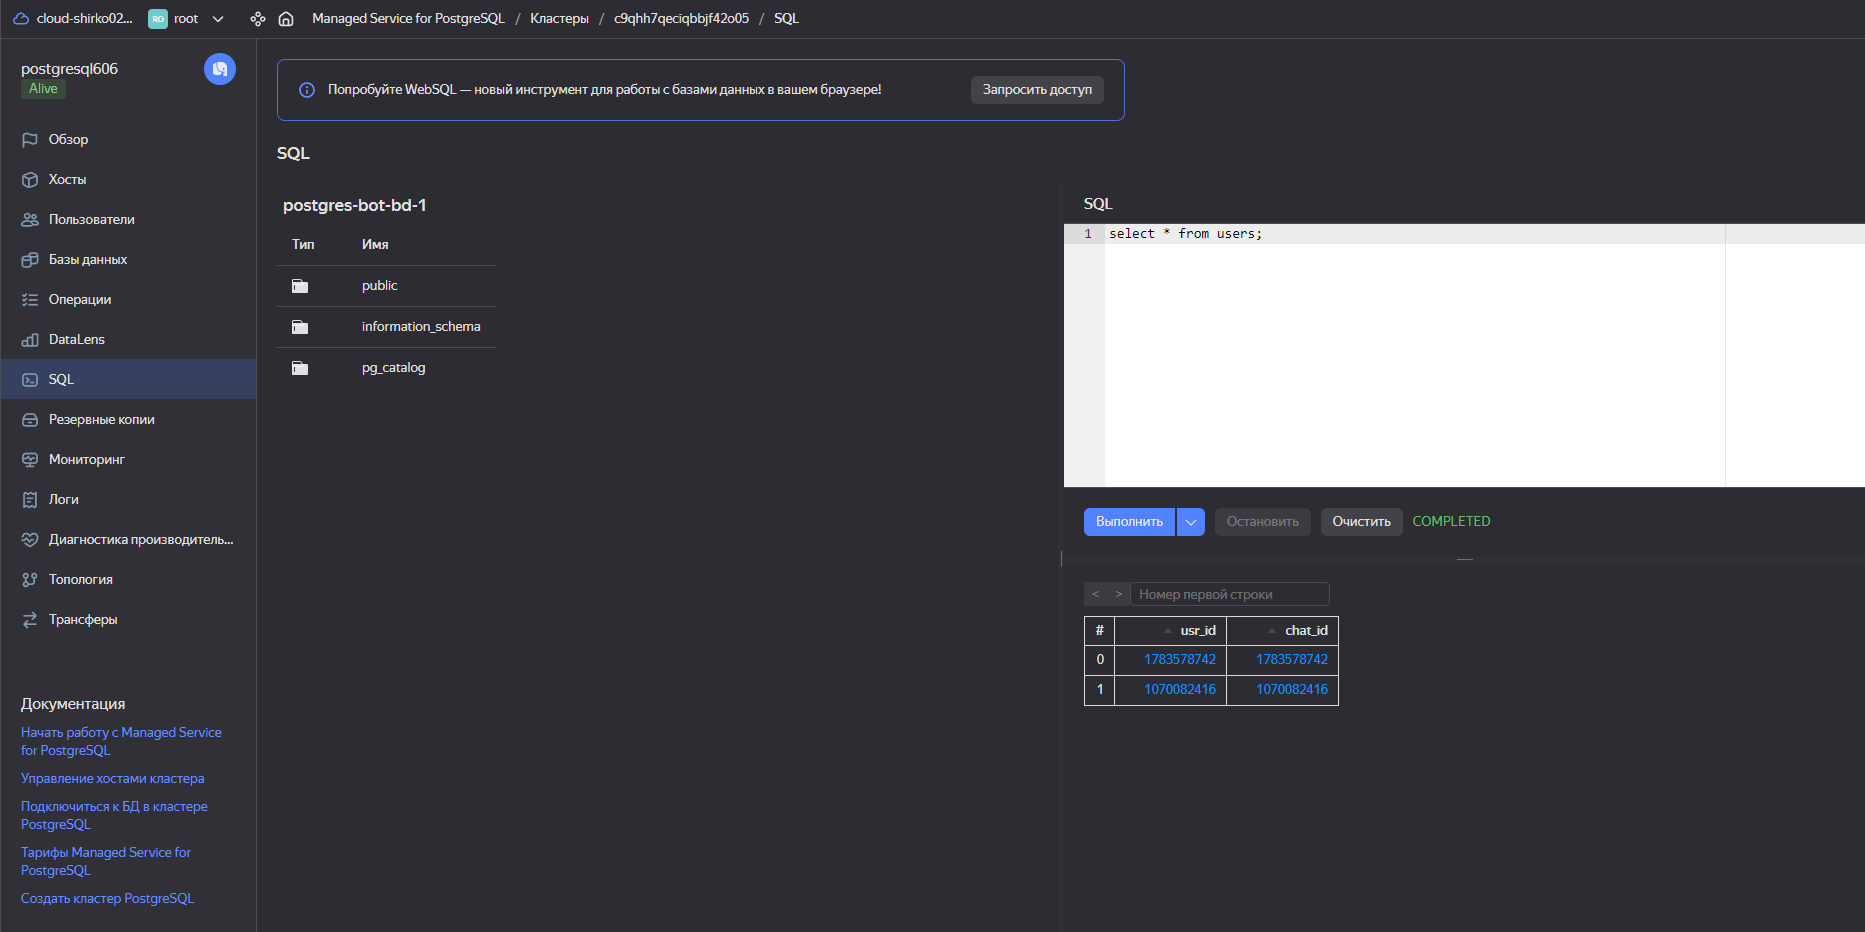 cloud-shirko02...
RO root
Managed Service for PostgreSQL / Кластеры / c9qhh7qeciqbbjf42o05 / SQL
postgresql606
Alive
Обзор
Хосты
Пользователи
Базы данных
Операции
DataLens
SQL
Резервные копии
Мониторинг
Логи
Диагностика производитель...
Топология
Трансферы
Документация
Начать работу с Managed Service
for PostgreSQL
Управление хостами кластера
Подключиться к БД в кластере
PostgreSQL
Тарифы Managed Service for
PostgreSQL
Создать кластер PostgreSQL
Попробуйте WebSQL — новый инструмент для работы с базами данных в вашем браузере!
Запросить доступ
SQL
postgres-bot-bd-1
Тип Имя
public
information_schema
pg_catalog
SQL
1 select * from users;
Выполнить Остановить Очистить COMPLETED
< > Номер первой строки
# usr_id chat_id
0 1783578742 1783578742
1 1070082416 1070082416